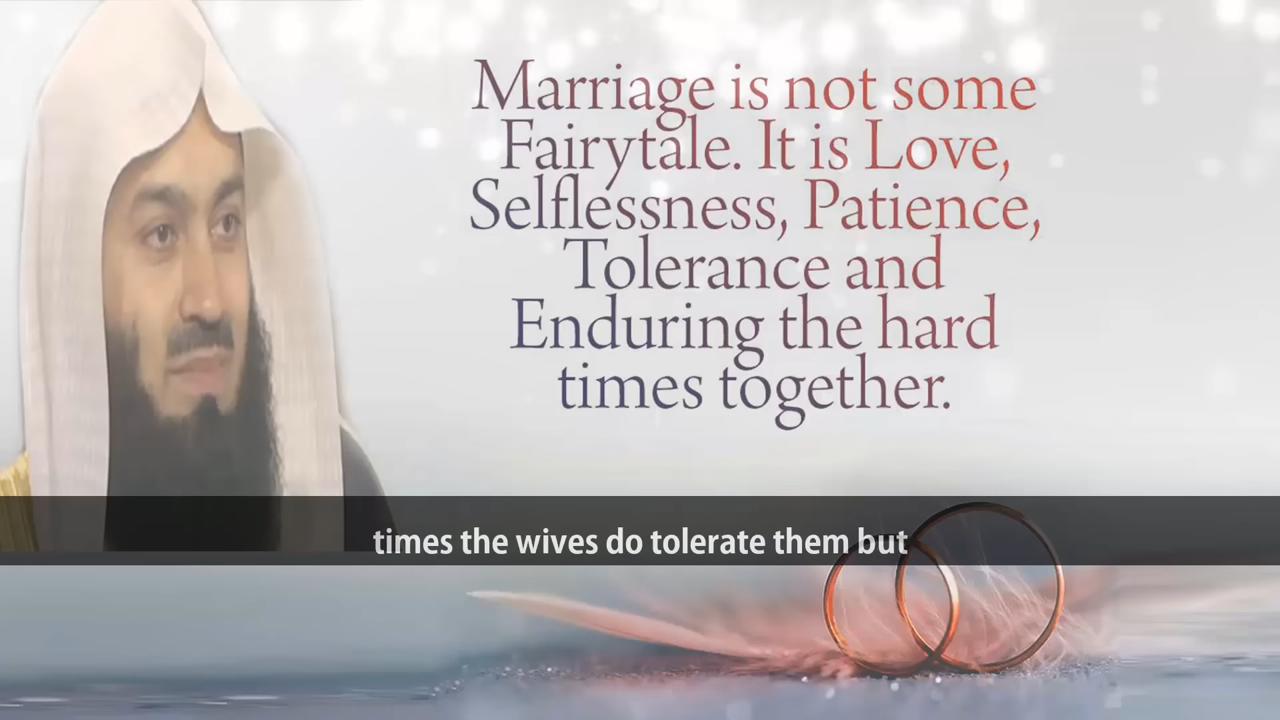 Marriage is not some
Fairytale. It is Love,
Selflessness, Patience,
Tolerance and
Enduring the hard
times together.
times the wives do tolerate them but